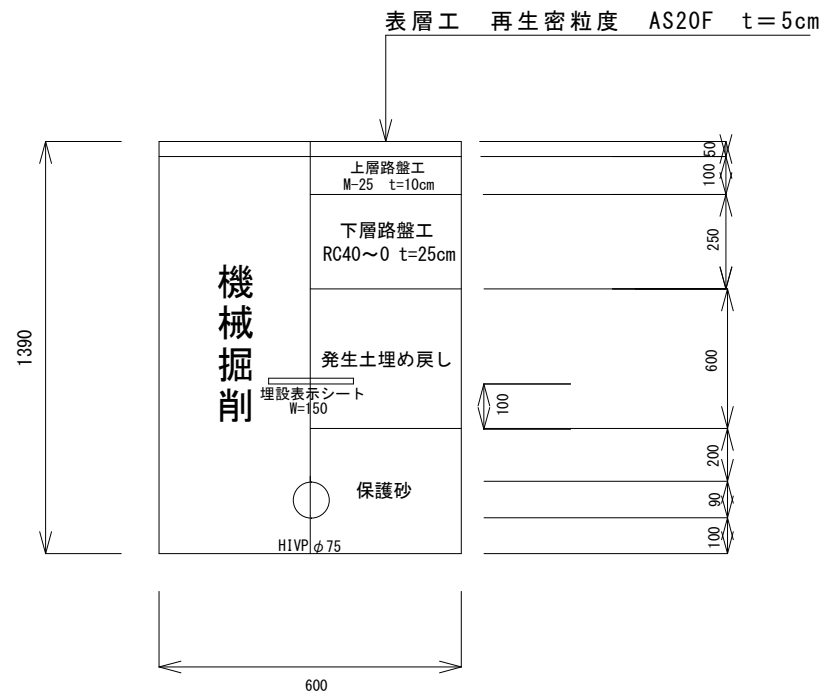 表層工　再生密粒度　AS20F　t＝5cm
上層路盤工
M-25 t=10cm
下層路盤工
RC40～0 t=25cm
機械掘削
発生土埋め戻し
埋設表示シート
W=150
保護砂
HIVPφ75
1390
600
50
100
250
600
100
200
90
100